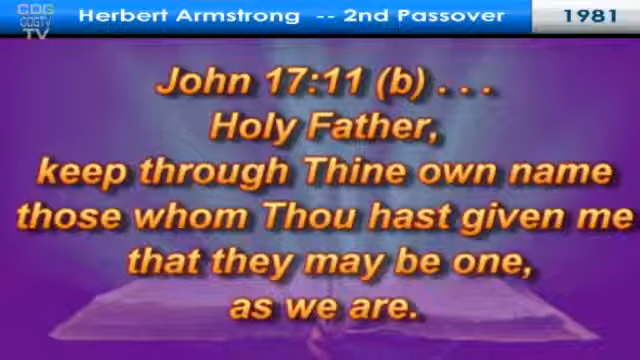 CDG
CDGTV
TV
Herbert Armstrong -- 2nd Passover
1981
John 17:11 (b) . . .
Holy Father,
keep through Thine own name
those whom Thou hast given me
that they may be one,
as we are.